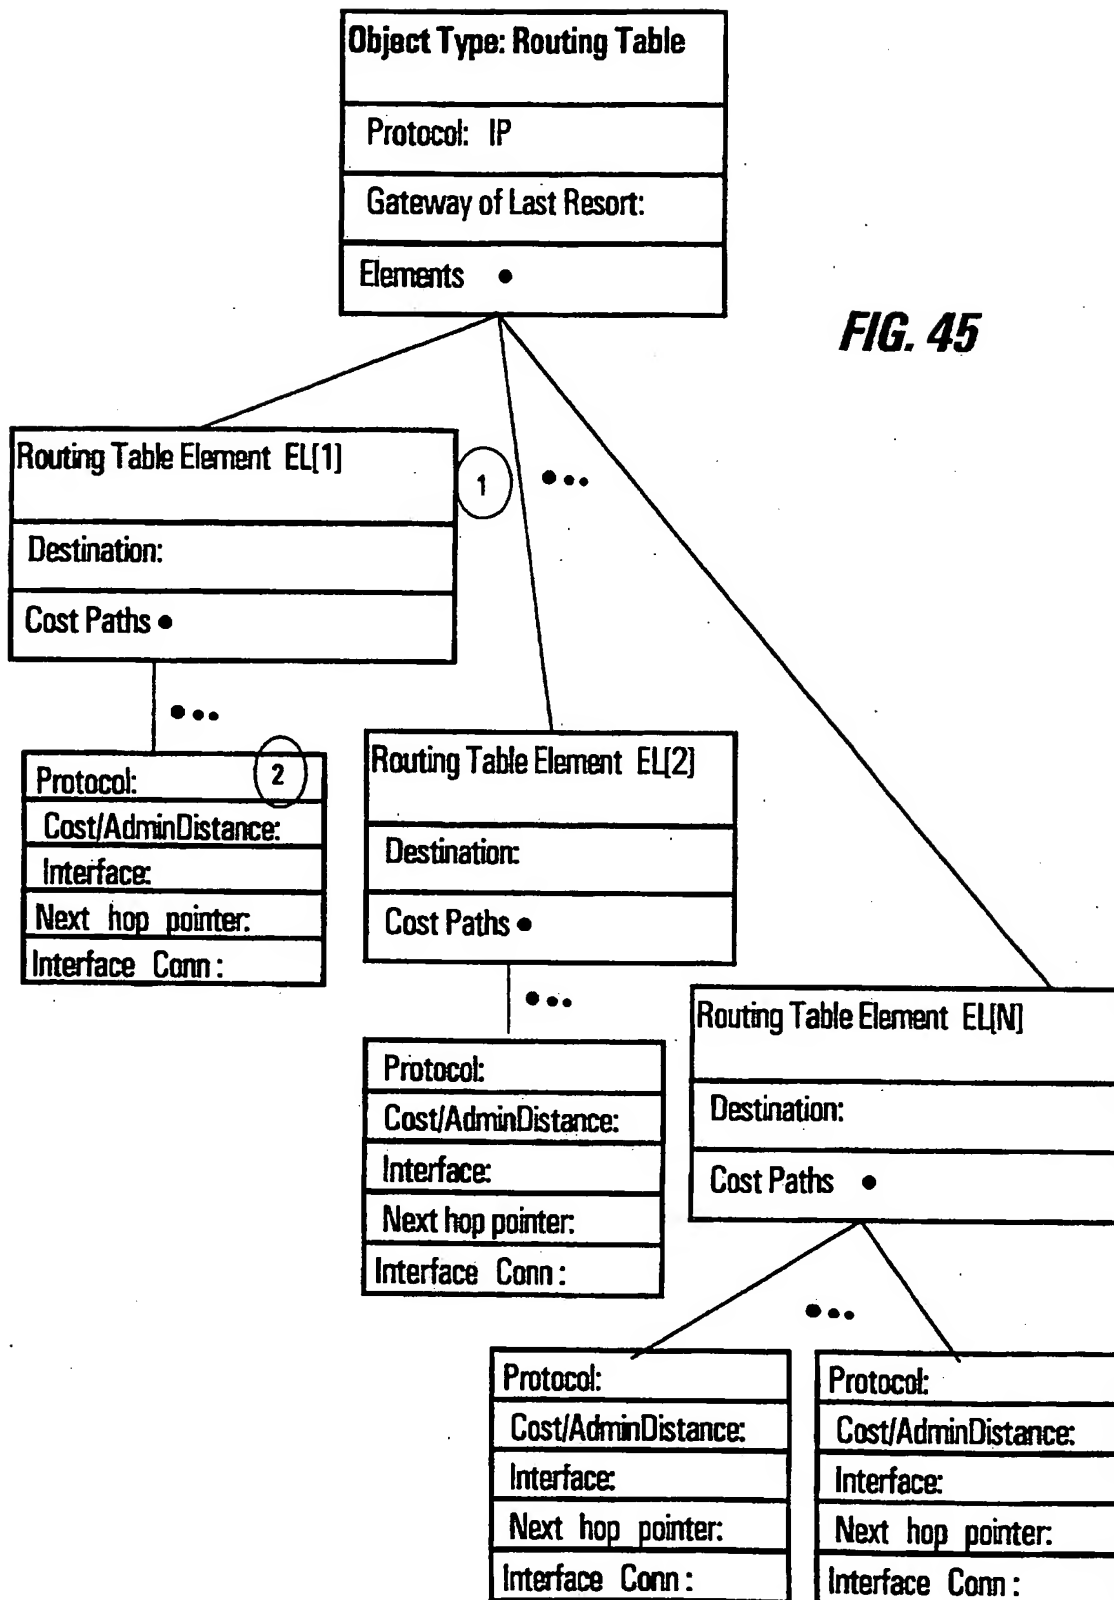 Object Type: Routing Table
Protocol: IP
Gateway of Last Resort:
Elements
FIG. 45
Routing Table Element EL[1]
1
Destination:
Cost Paths
2
Protocol:
Cost/AdminDistance:
Interface:
Next hop pointer:
Interface Conn :
Routing Table Element EL[2]
Destination:
Cost Paths
Protocol:
Cost/AdminDistance:
Interface:
Next hop pointer:
Interface Conn :
Routing Table Element EL[N]
Destination:
Cost Paths
Protocol:
Cost/AdminDistance:
Interface:
Next hop pointer:
Interface Conn :
Protocol:
Cost/AdminDistance:
Interface:
Next hop pointer:
Interface Conn :